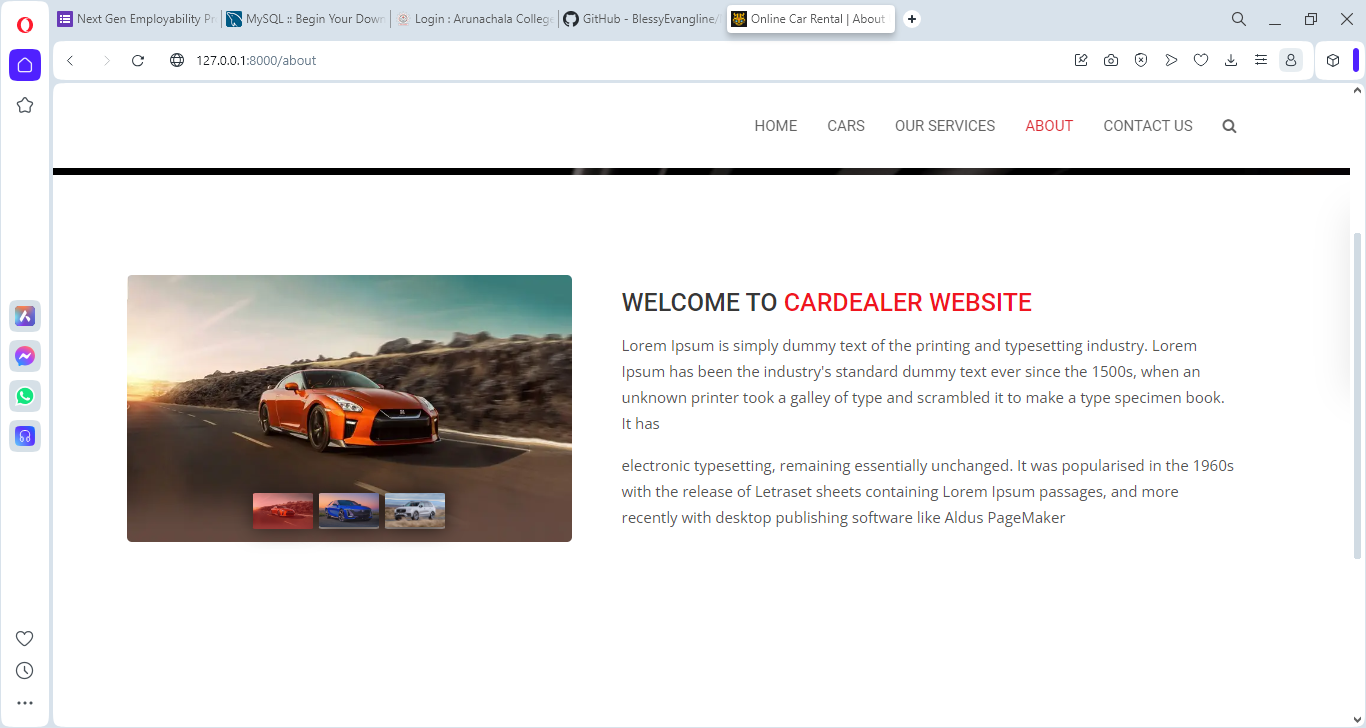 Next Gen Employability Pr
MySQL :: Begin Your Down
Login : Arunachala College
GitHub - BlessyEvangline/
Online Car Rental | About
127.0.0.1:8000/about
HOME CARS OUR SERVICES ABOUT CONTACT US
WELCOME TO CARDEALER WEBSITE
Lorem Ipsum is simply dummy text of the printing and typesetting industry. Lorem
Ipsum has been the industry's standard dummy text ever since the 1500s, when an
unknown printer took a galley of type and scrambled it to make a type specimen book.
It has
electronic typesetting, remaining essentially unchanged. It was popularised in the 1960s
with the release of Letraset sheets containing Lorem Ipsum passages, and more
recently with desktop publishing software like Aldus PageMaker